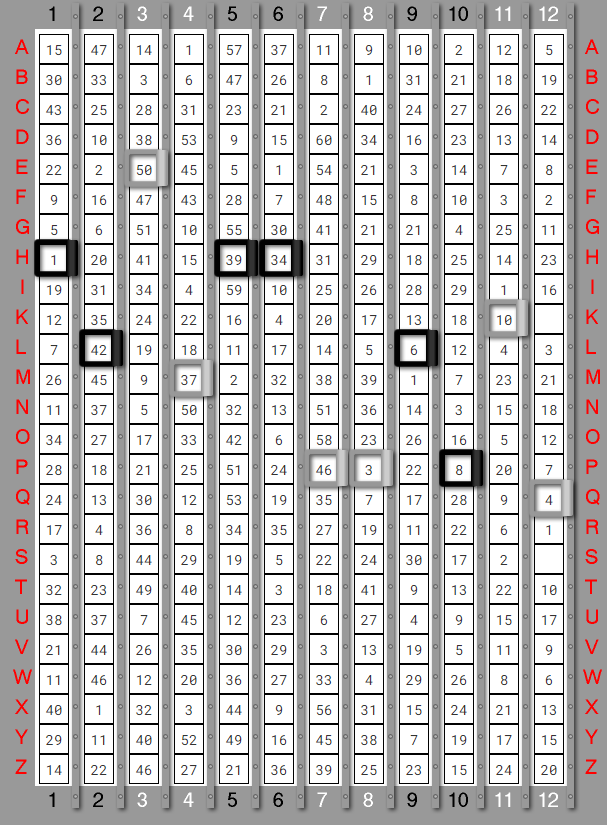 1 2 3 4 5 6 7 8 9 10 11 12
A 15 47 14 1 57 37 11 9 10 2 12 5 A
B 30 33 3 6 47 26 8 1 31 21 18 19 B
C 43 25 28 31 23 21 2 40 24 27 26 22 C
D 36 10 38 53 9 15 60 34 16 23 13 14 D
E 22 2 50 45 5 1 54 21 3 14 7 8 E
F 9 16 47 43 28 7 48 15 8 10 3 2 F
G 5 6 51 10 55 30 41 21 21 4 25 11 G
H 1 20 41 15 39 34 31 29 18 25 14 23 H
I 19 31 34 4 59 10 25 26 28 29 1 16 I
K 12 35 24 22 16 4 20 17 13 18 10 K
L 7 42 19 18 11 17 14 5 6 12 4 3 L
M 26 45 9 37 2 32 38 39 1 7 23 21 M
N 11 37 5 50 32 13 51 36 14 3 15 18 N
O 34 27 17 33 42 6 58 23 26 16 5 12 O
P 28 18 21 25 51 24 46 3 22 8 20 7 P
Q 24 13 30 12 53 19 35 7 17 28 9 4 Q
R 17 4 36 8 34 35 27 19 11 22 6 1 R
S 3 8 44 29 19 5 22 24 30 17 2 S
T 32 23 49 40 14 3 18 41 9 13 22 10 T
U 38 37 7 45 12 23 6 27 4 9 15 17 U
V 21 44 26 35 30 29 3 13 19 5 11 9 V
W 11 46 12 20 36 27 33 4 29 26 8 6 W
X 40 1 32 3 44 9 56 31 15 24 21 13 X
Y 29 11 40 52 49 16 45 38 7 19 17 15 Y
Z 14 22 46 27 21 36 39 25 23 15 24 20 Z
1 2 3 4 5 6 7 8 9 10 11 12